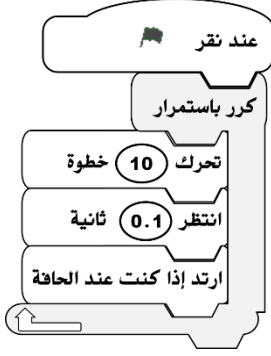 عند نقر
كرر باستمرار
تحرك 10 خطوة
انتظر 0.1 ثانية
ارتد إذا كنت عند الحافة